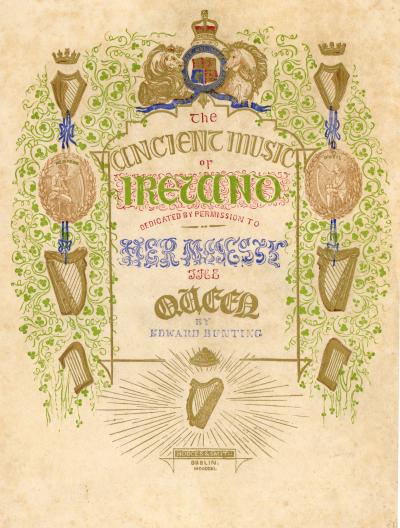 The
ANCIENT MUSIC
OF
IRELAND
DEDICATED BY PERMISSION TO
HER MAJESTY
THE
QUEEN
BY
EDWARD BUNTING
HODGES & SMITH
DUBLIN:
MDCCCXL